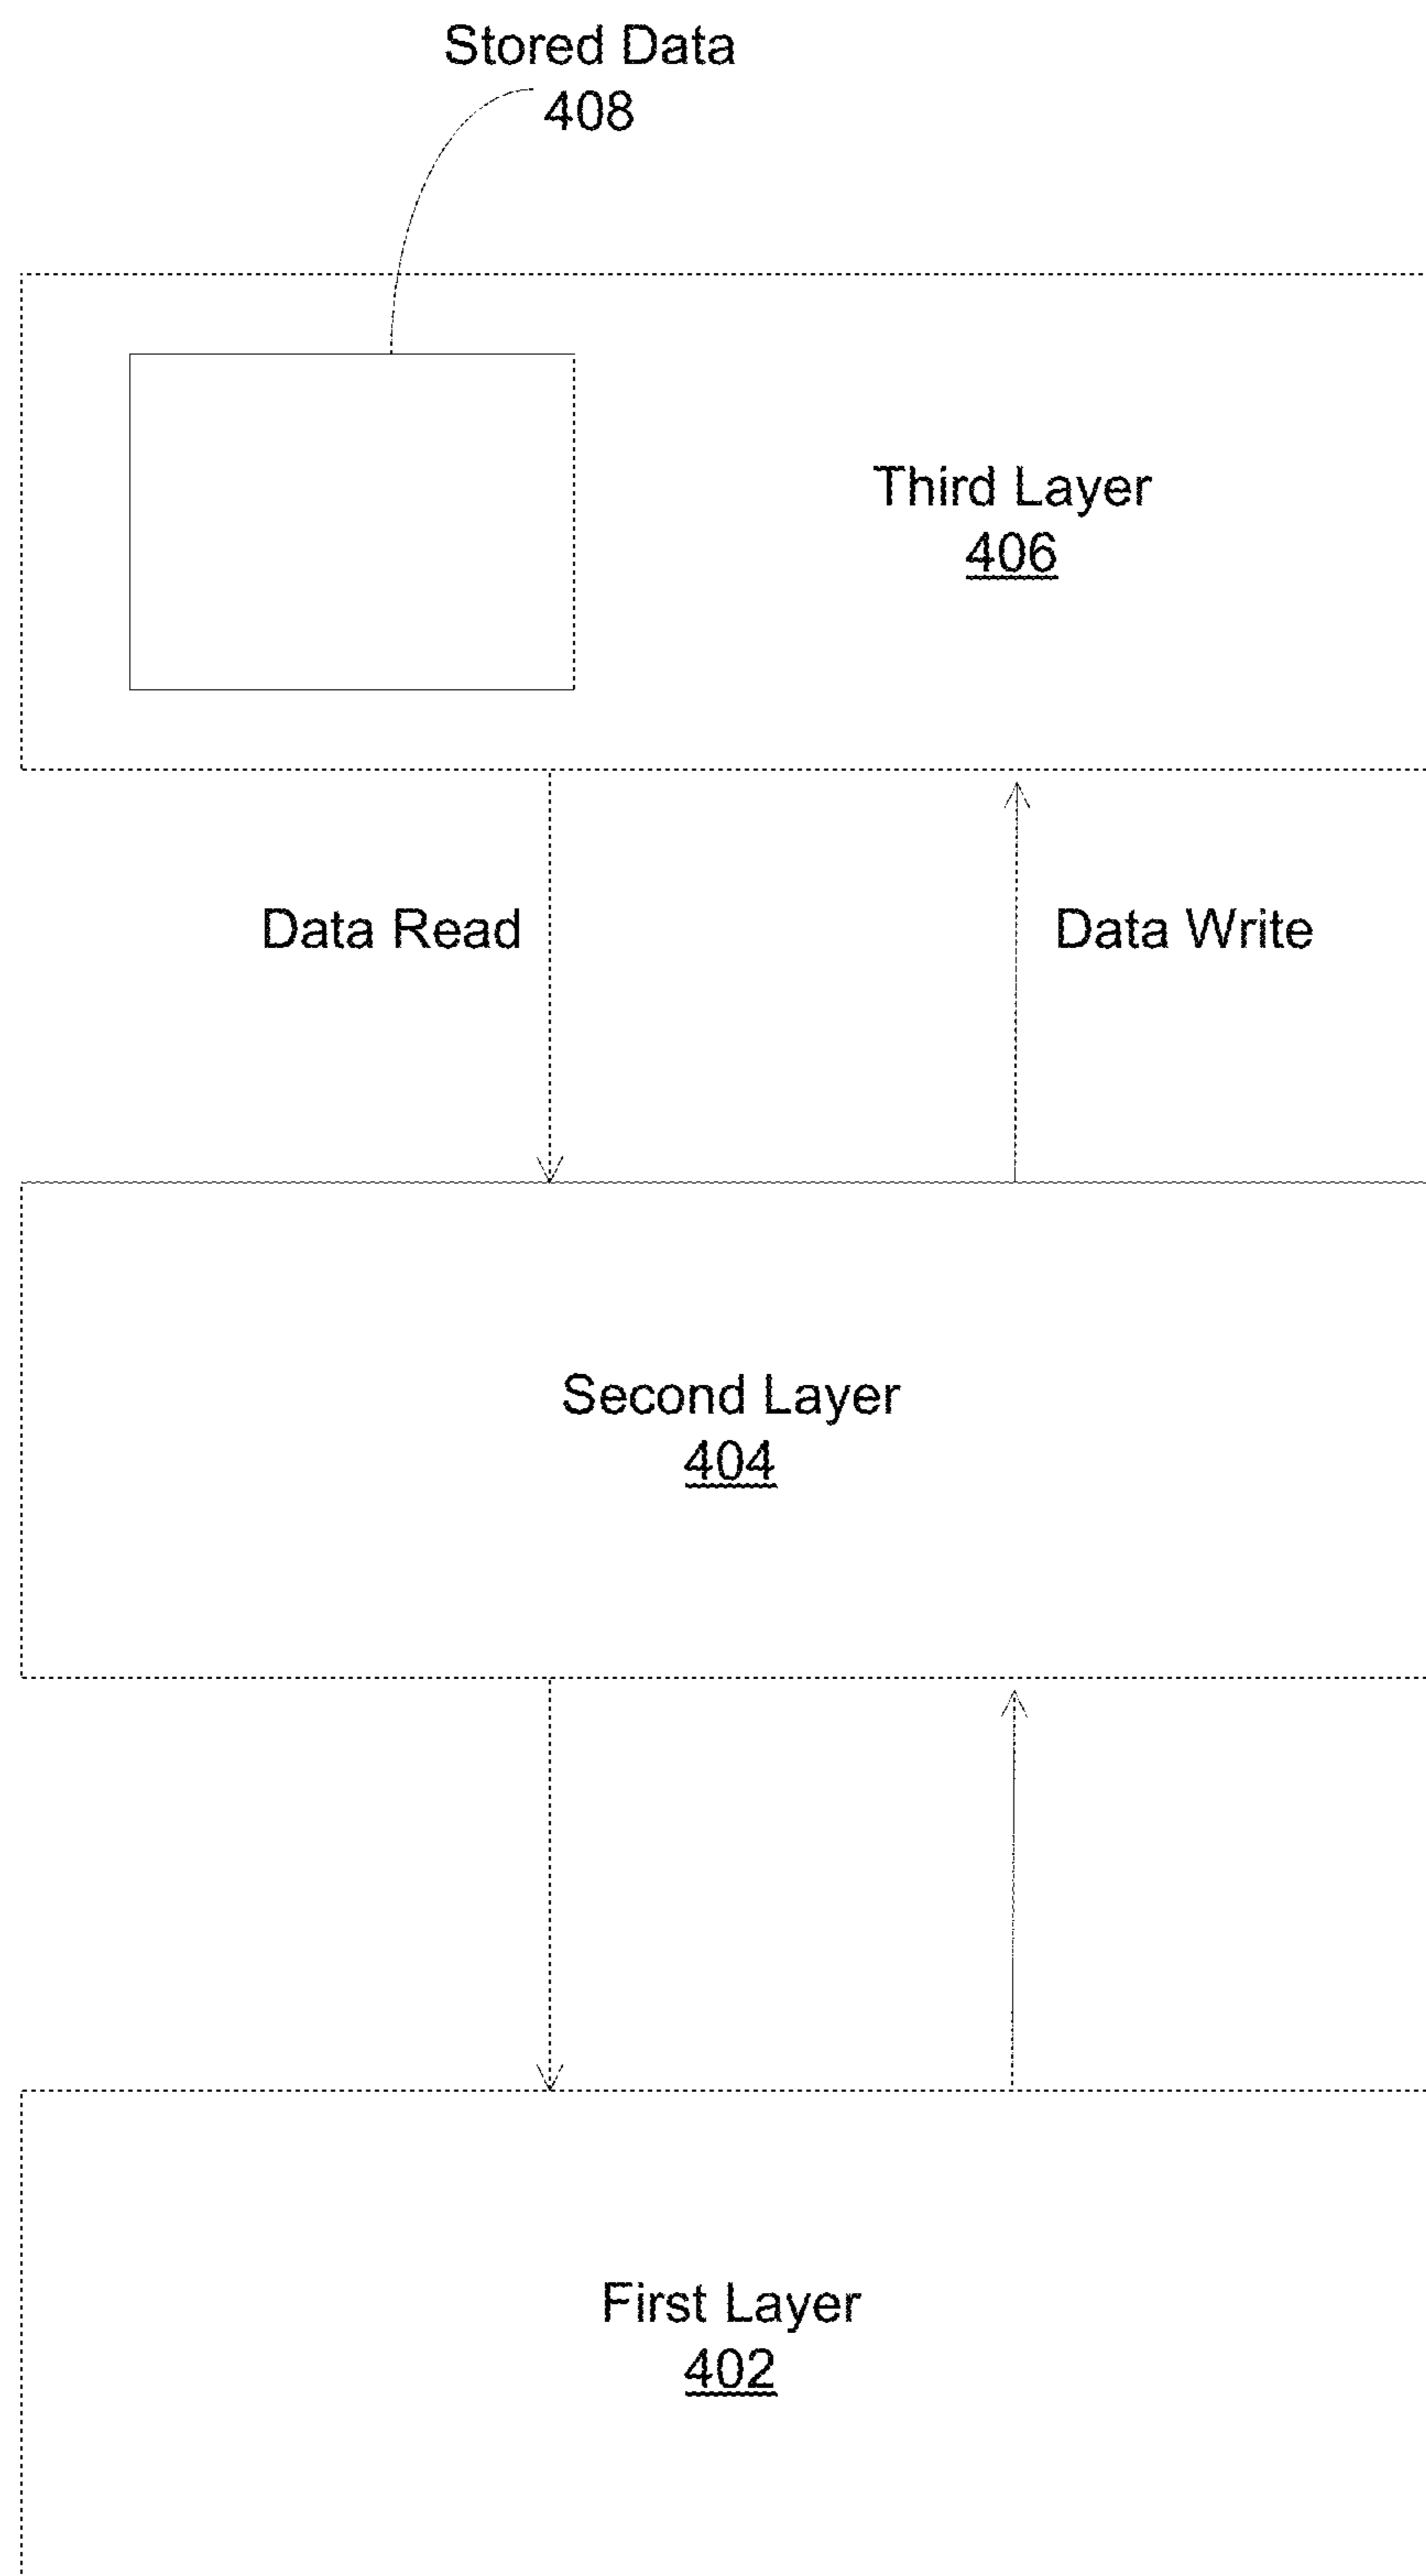 Stored Data
408
Third Layer
406
Data Read
Data Write
Second Layer
404
First Layer
402